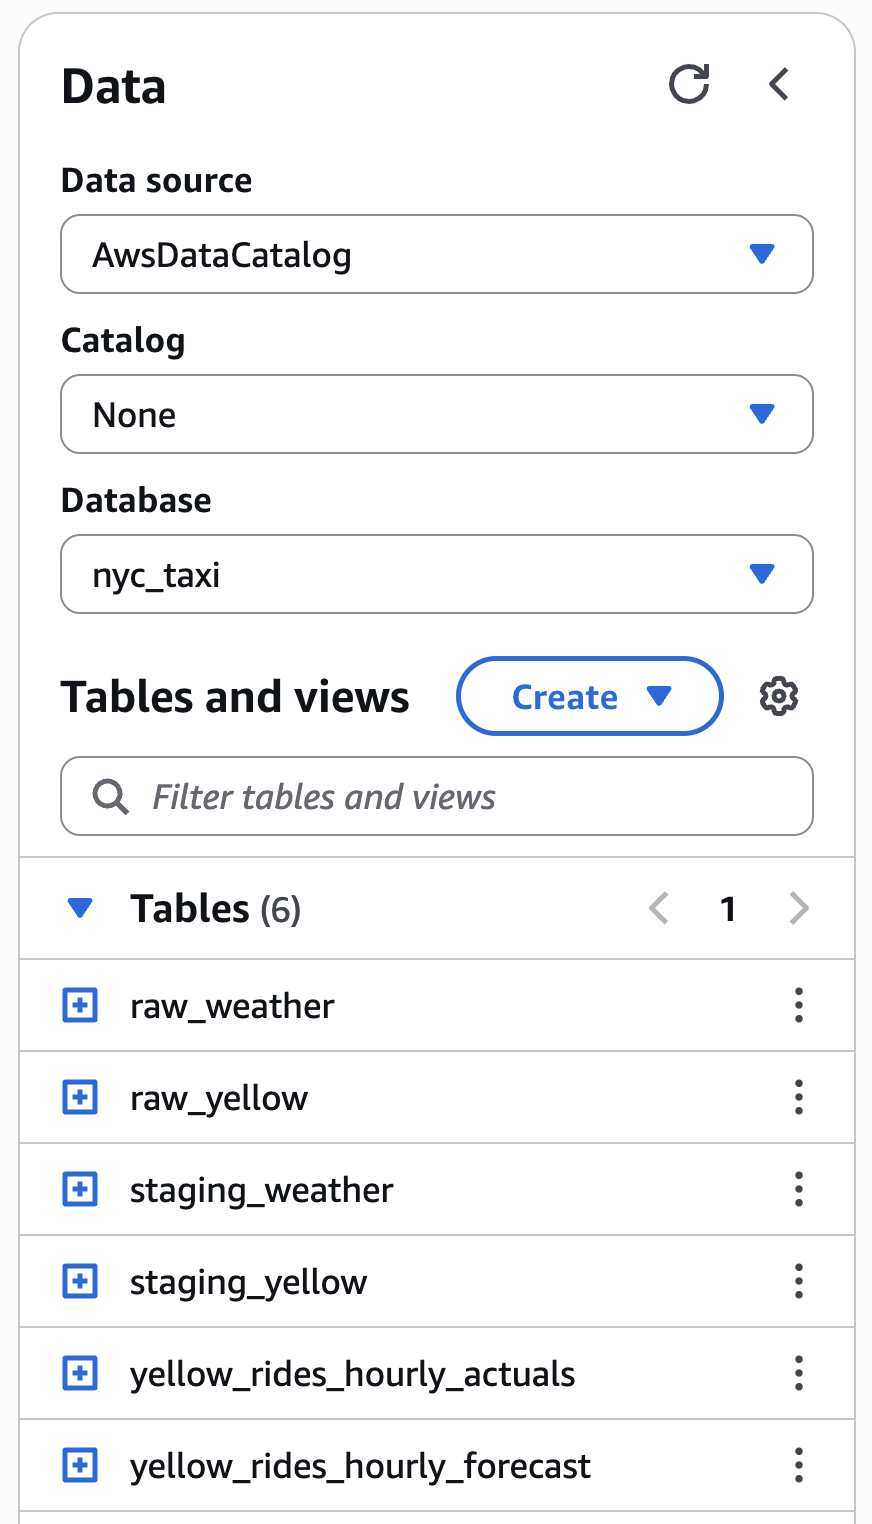 Data
Data source
AwsDataCatalog
Catalog
None
Database
nyc_taxi
Tables and views Create
Filter tables and views
Tables (6) 1
raw_weather
raw_yellow
staging_weather
staging_yellow
yellow_rides_hourly_actuals
yellow_rides_hourly_forecast